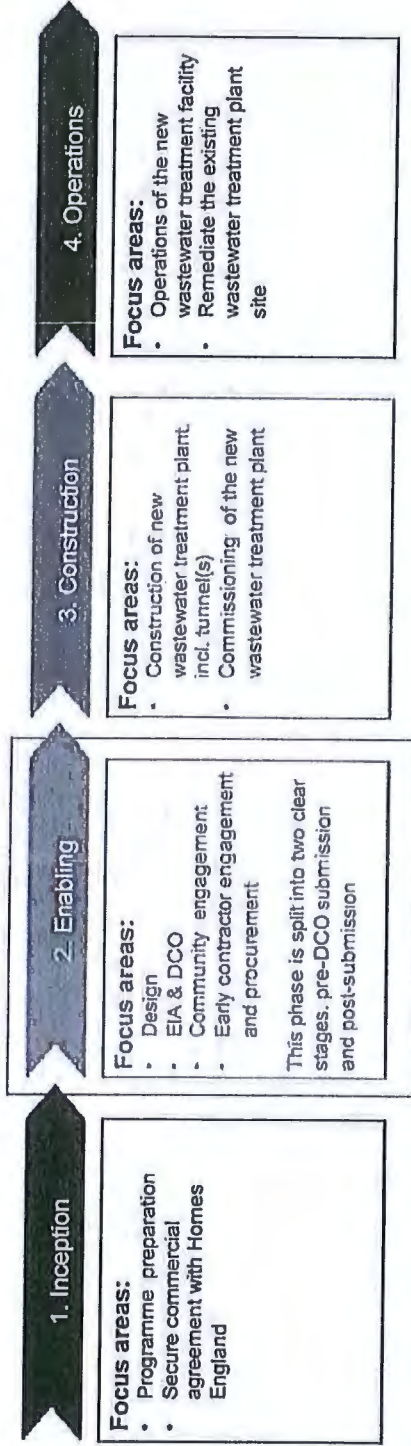 1. Inception
Focus areas:
• Programme preparation
• Secure commercial
agreement with Homes
England
2. Enabling
Focus areas:
• Design
• EIA & DCO
• Community engagement
• Early contractor engagement
and procurement
This phase is split into two clear
stages, pre-DCO submission
and post-submission
3. Construction
Focus areas:
• Construction of new
wastewater treatment plant.
incl. tunnel(s)
• Commissioning of the new
wastewater treatment plant
4. Operations
Focus areas:
• Operations of the new
wastewater treatment facility
• Remediate the existing
wastewater treatment plant
site